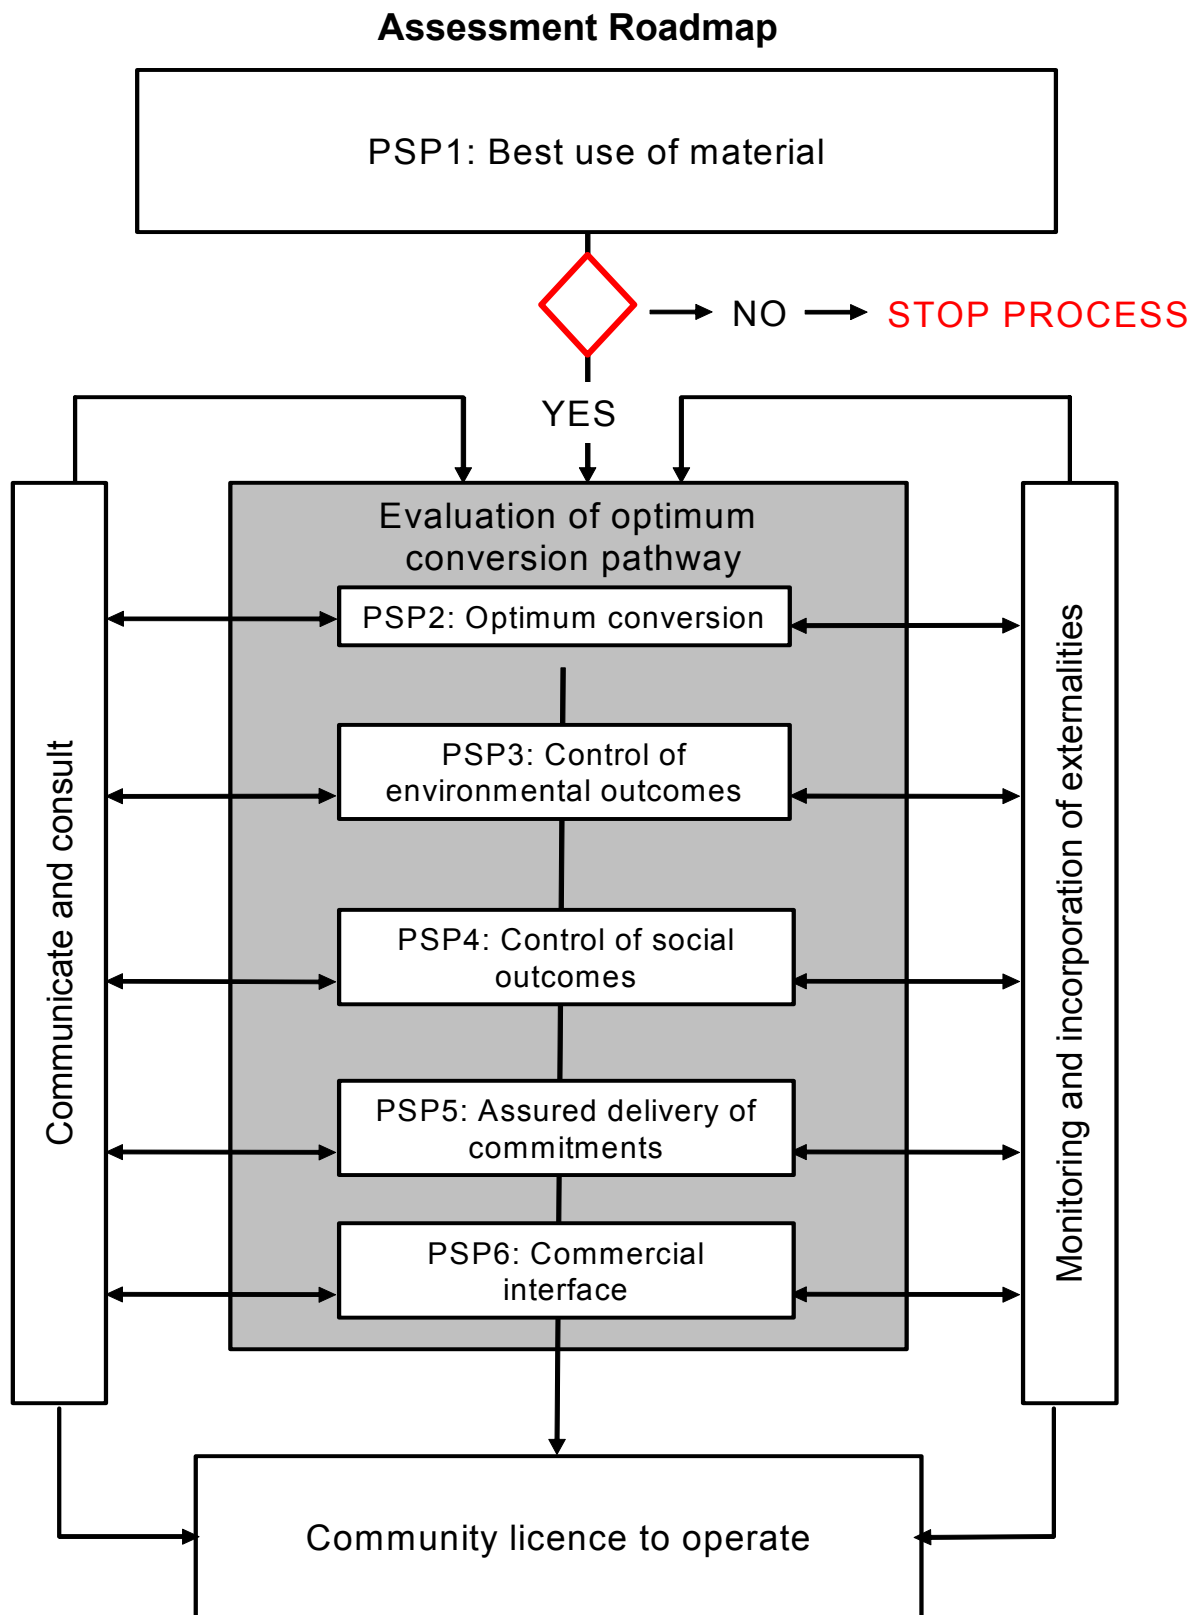 Assessment Roadmap
PSP1: Best use of material
NO
STOP PROCESS
YES
Evaluation of optimum
conversion pathway
PSP2: Optimum conversion
PSP3: Control of
environmental outcomes
PSP4: Control of social
outcomes
PSP5: Assured delivery of
commitments
PSP6: Commercial
interface
Communicate and consult
Monitoring and incorporation of externalities
Community licence to operate